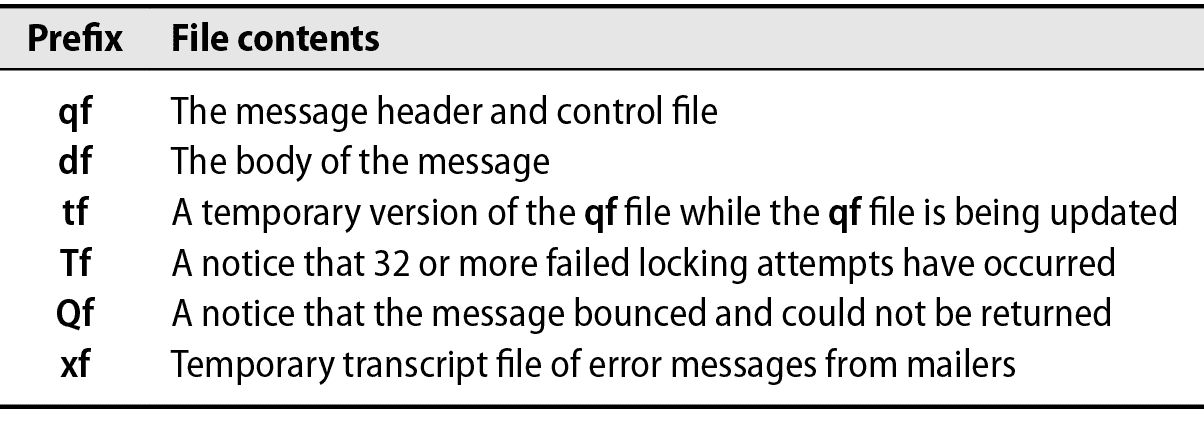 Prefix File contents
qf The message header and control file
df The body of the message
tf A temporary version of the qf file while the qf file is being updated
Tf A notice that 32 or more failed locking attempts have occurred
Qf A notice that the message bounced and could not be returned
xf Temporary transcript file of error messages from mailers